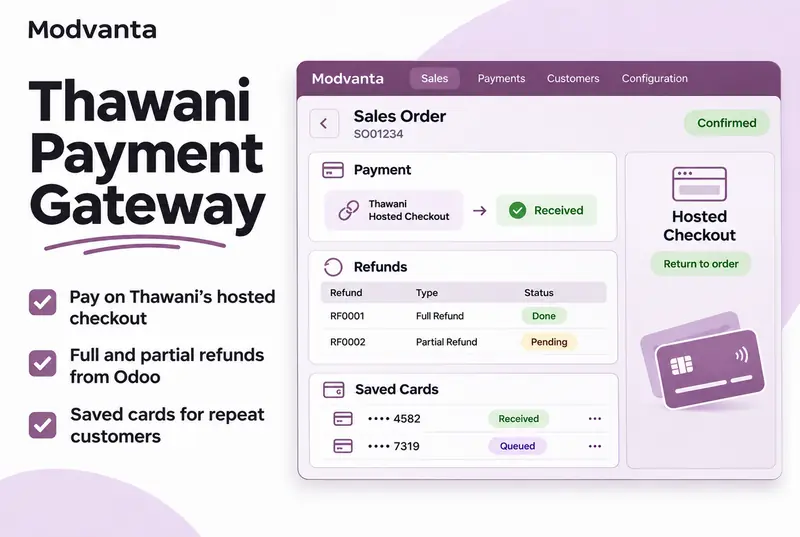 Modvanta
Thawani
Payment
Gateway
Pay on Thawani's hosted
checkout
Full and partial refunds
from Odoo
Saved cards for repeat
customers
Modvanta Sales Payments Customers Configuration
Sales Order
SO01234
Confirmed
Payment
Thawani
Hosted Checkout
Received
Refunds
Refund Type Status
RF0001 Full Refund Done
RF0002 Partial Refund Pending
Saved Cards
•••• 4582 Received •••
•••• 7319 Queued •••
Hosted
Checkout
Return to order